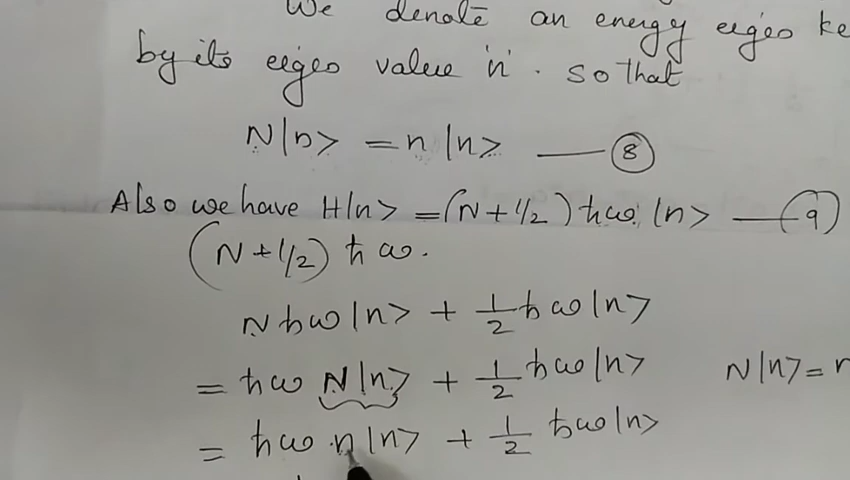 We denote an energy eigen ke
by its eigen value 'n'. so that
N|n> = n |n> — (8)
Also we have H|n> = (N + 1/2) ħω |n> — (9)
(N + 1/2) ħ ω.
N ħω |n> + 1/2 ħω |n>
= ħω N|n> + 1/2 ħω |n> N|n> = n
= ħω n |n> + 1/2 ħω |n>